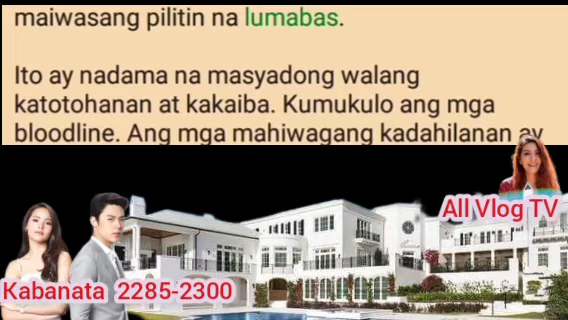 maiwasang pilitin na lumabas.
Ito ay nadama na masyadong walang
katotohanan at kakaiba. Kumukulo ang mga
bloodline. Ang mga mahiwagang kadahilanan ay
All Vlog TV
Kabanata 2285-2300